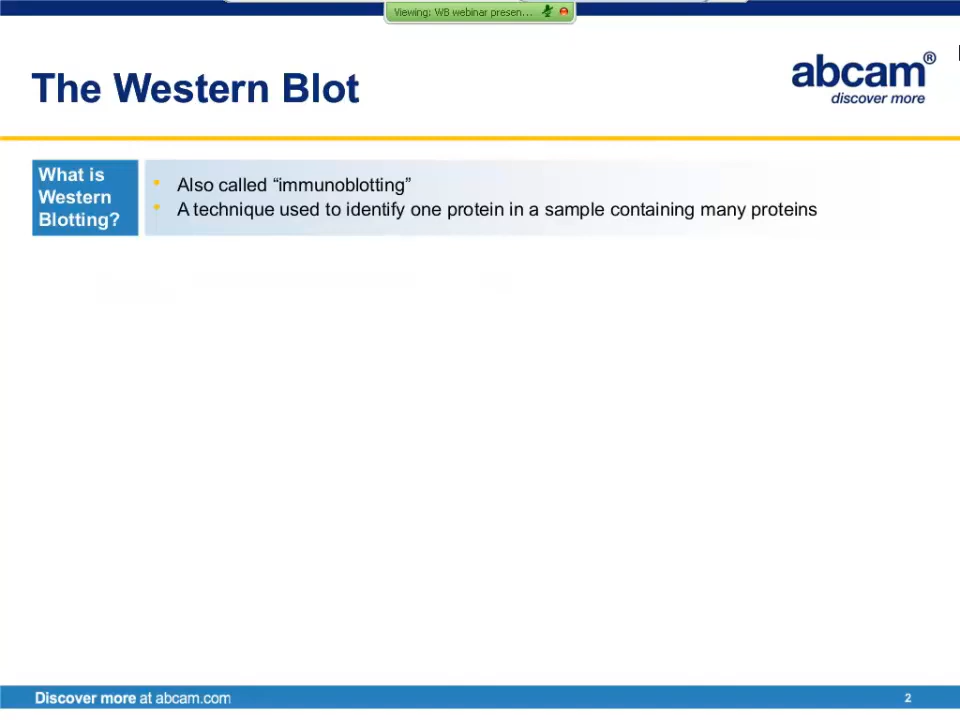 Viewing: WB webinar presen...
The Western Blot
abcam®
discover more
What is
Western
Blotting?
• Also called “immunoblotting”
• A technique used to identify one protein in a sample containing many proteins
Discover more at abcam.com
2